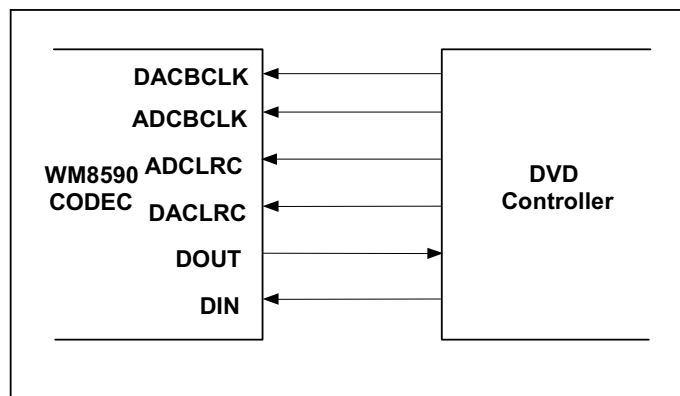 DACBCLK
ADCBCLK
WM8590
CODEC
ADCLRC
DACLRC
DOUT
DIN
DVD
Controller